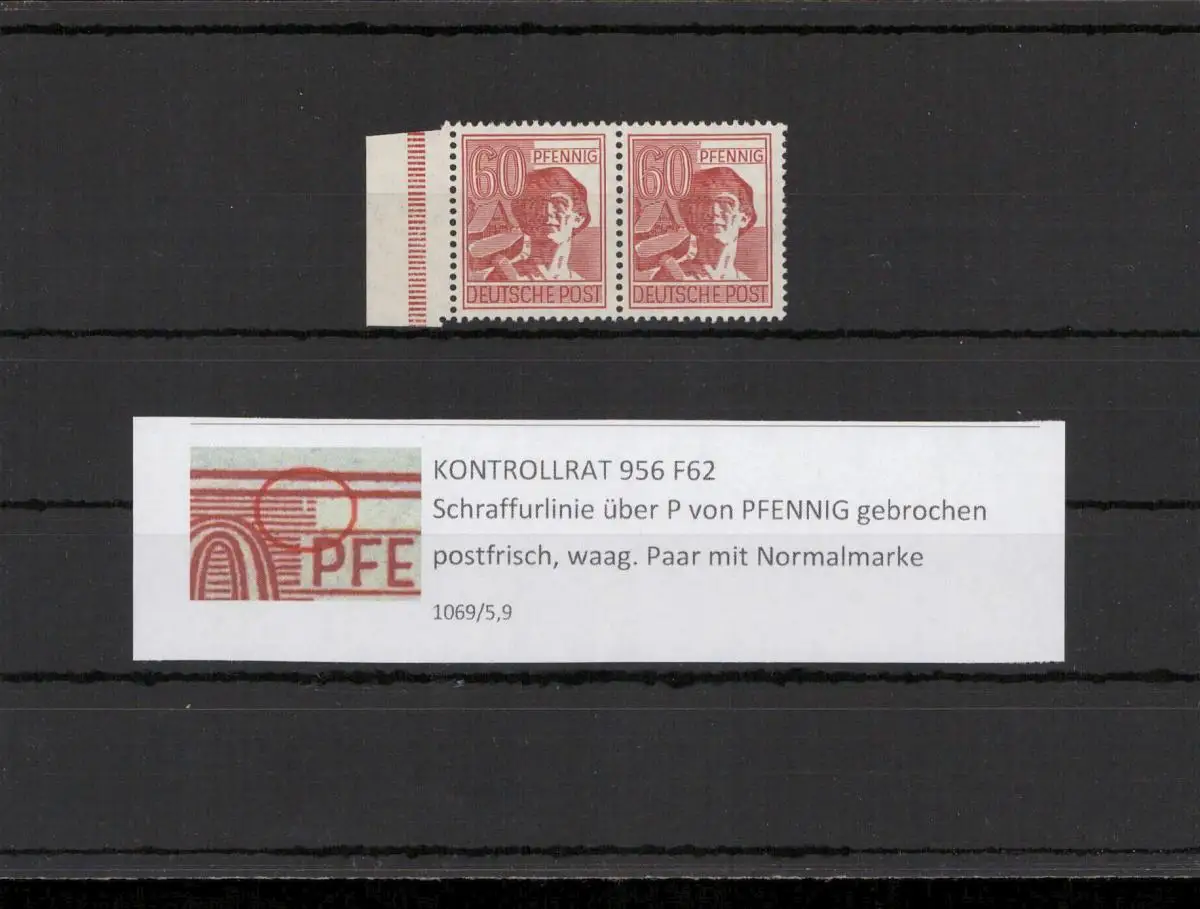 60 PFENNIG 60 PFENNIG
DEUTSCHE POST DEUTSCHE POST
KONTROLLRAT 956 F62
Schraffurlinie über P von PFENNIG gebrochen
PFE
postfrisch, waag. Paar mit Normalmarke
1069/5,9